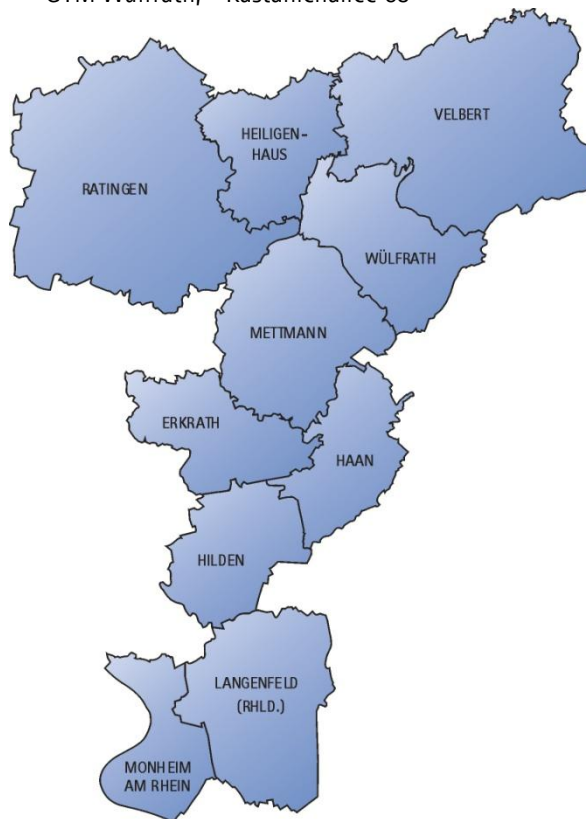 VELBERT
HEILIGEN-
HAUS
RATINGEN
WÜLFRATH
METTMANN
ERKRATH
HAAN
HILDEN
LANGENFELD
(RHLD.)
MONHEIM
AM RHEIN